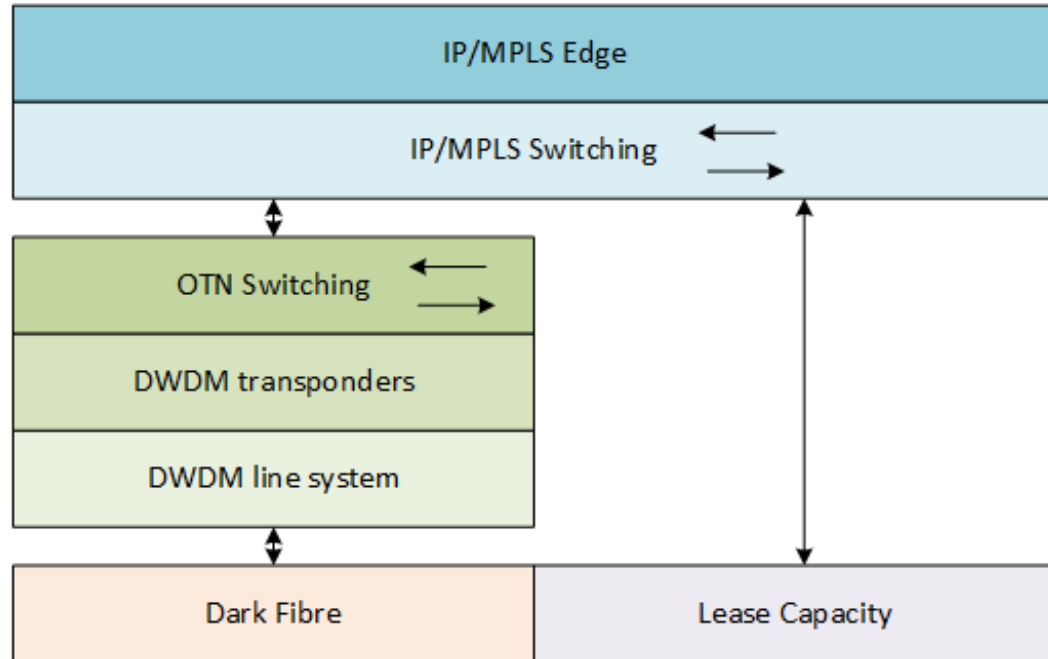 IP/MPLS Edge
IP/MPLS Switching
OTN Switching
DWDM transponders
DWDM line system
Dark Fibre
Lease Capacity